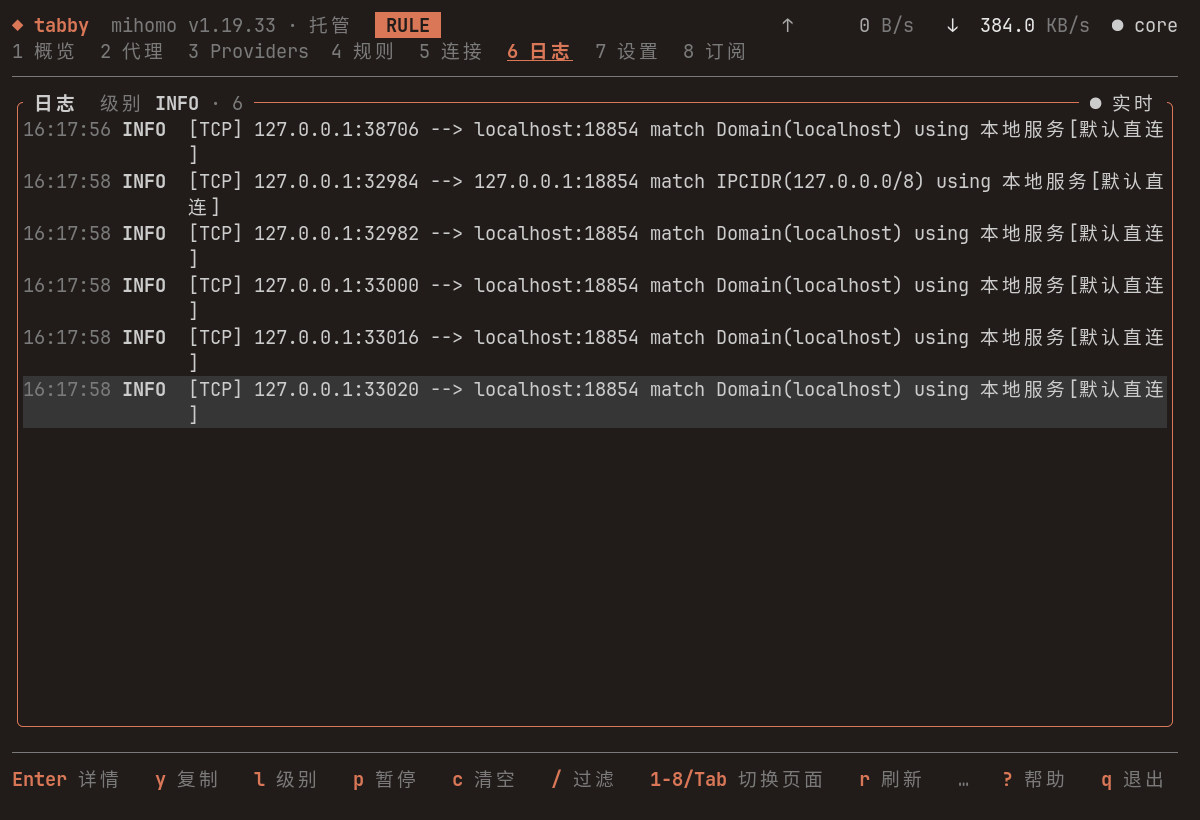 ◆ tabby mihomo v1.19.33 · 托管 RULE ↑ 0 B/s ↓ 384.0 KB/s ● core
1 概览 2 代理 3 Providers 4 规则 5 连接 6 日志 7 设置 8 订阅
日志 级别 INFO · 6 ● 实时
16:17:56 INFO [TCP] 127.0.0.1:38706 --> localhost:18854 match Domain(localhost) using 本地服务[默认直连
]
16:17:58 INFO [TCP] 127.0.0.1:32984 --> 127.0.0.1:18854 match IPCIDR(127.0.0.0/8) using 本地服务[默认直
连]
16:17:58 INFO [TCP] 127.0.0.1:32982 --> localhost:18854 match Domain(localhost) using 本地服务[默认直连
]
16:17:58 INFO [TCP] 127.0.0.1:33000 --> localhost:18854 match Domain(localhost) using 本地服务[默认直连
]
16:17:58 INFO [TCP] 127.0.0.1:33016 --> localhost:18854 match Domain(localhost) using 本地服务[默认直连
]
16:17:58 INFO [TCP] 127.0.0.1:33020 --> localhost:18854 match Domain(localhost) using 本地服务[默认直连
]
Enter 详情 y 复制 l 级别 p 暂停 c 清空 / 过滤 1-8/Tab 切换页面 r 刷新 … ? 帮助 q 退出